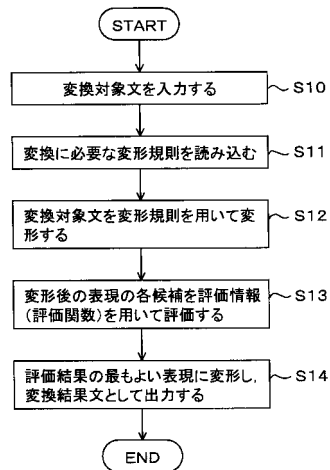 START
変換対象文を入力する
S10
変換に必要な変形規則を読み込む
S11
変換対象文を変形規則を用いて変
形する
S12
変形後の表現の各候補を評価情報
(評価関数)を用いて評価する
S13
評価結果の最もよい表現に変形し,
変換結果文として出力する
S14
END